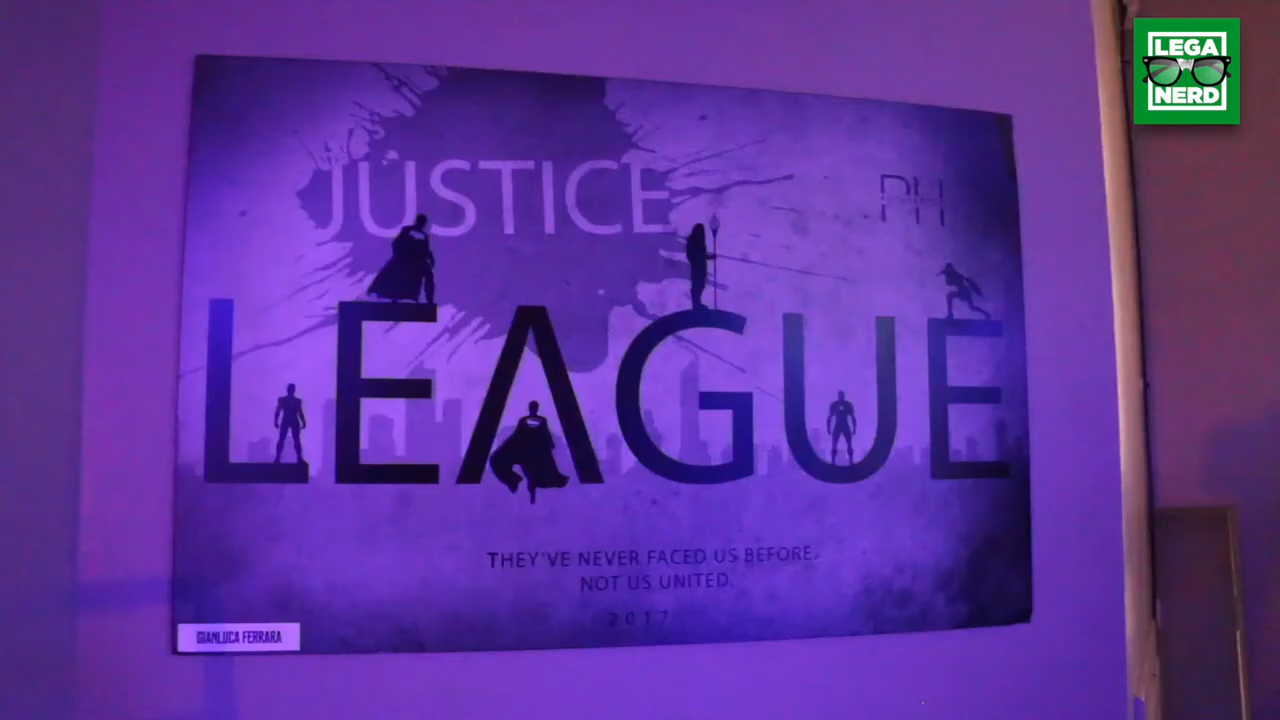 LEGA
NERD
JUSTICE
PH
LEAGUE
THEY'VE NEVER FACED US BEFORE.
NOT US UNITED.
2017
GIANLUCA FERRARA